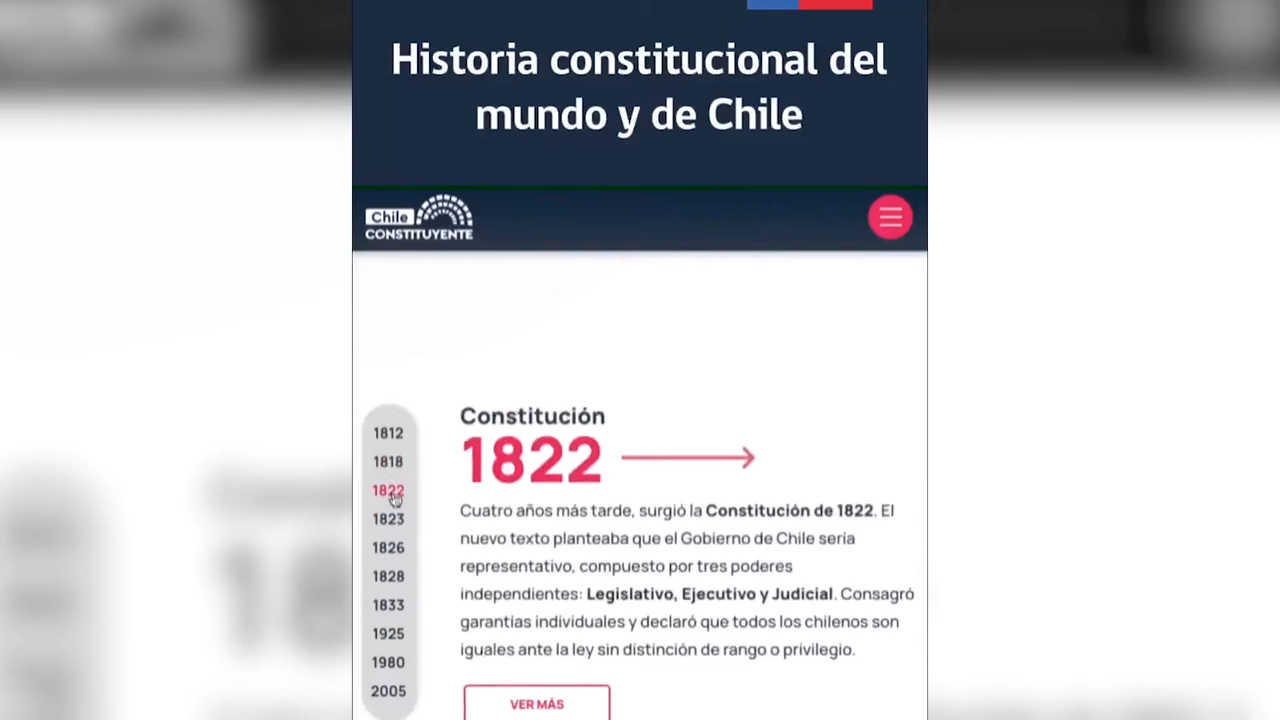 Historia constitucional del
mundo y de Chile
Chile
CONSTITUYENTE
1812
1818
1822
1823
1826
1828
1833
1925
1980
2005
Constitución
1822
Cuatro años más tarde, surgió la Constitución de 1822. El
nuevo texto planteaba que el Gobierno de Chile sería
representativo, compuesto por tres poderes
independientes: Legislativo, Ejecutivo y Judicial. Consagró
garantias individuales y declaró que todos los chilenos son
iguales ante la ley sin distinción de rango o privilegio.
VER MÁS